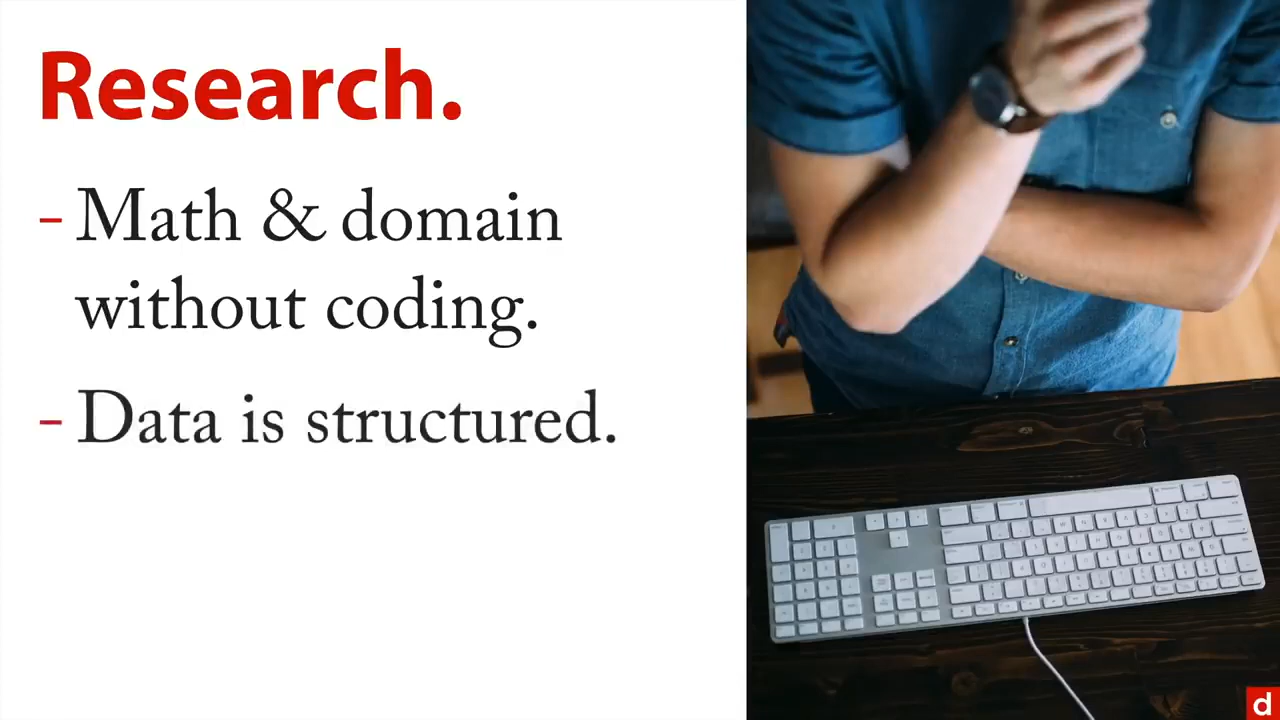 Research.
- Math & domain
without coding.
- Data is structured.
d